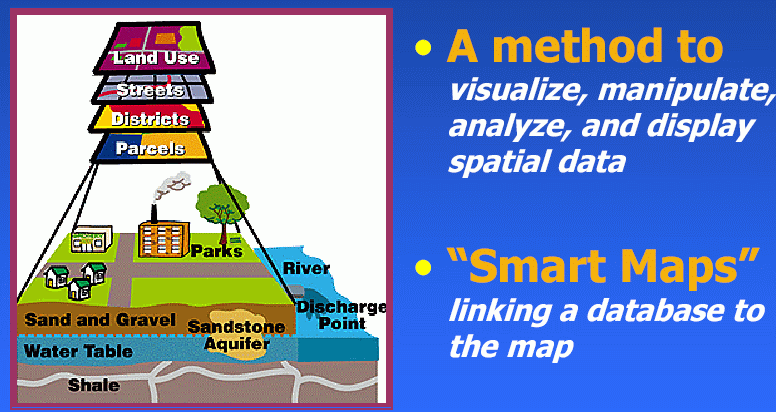 Land Use
Streets
Districts
Parcels
Parks
River
Discharge
Point
Sand and Gravel
Sandstone
Aquifer
Water Table
Shale
• A method to
visualize, manipulate,
analyze, and display
spatial data
• “Smart Maps”
linking a database to
the map